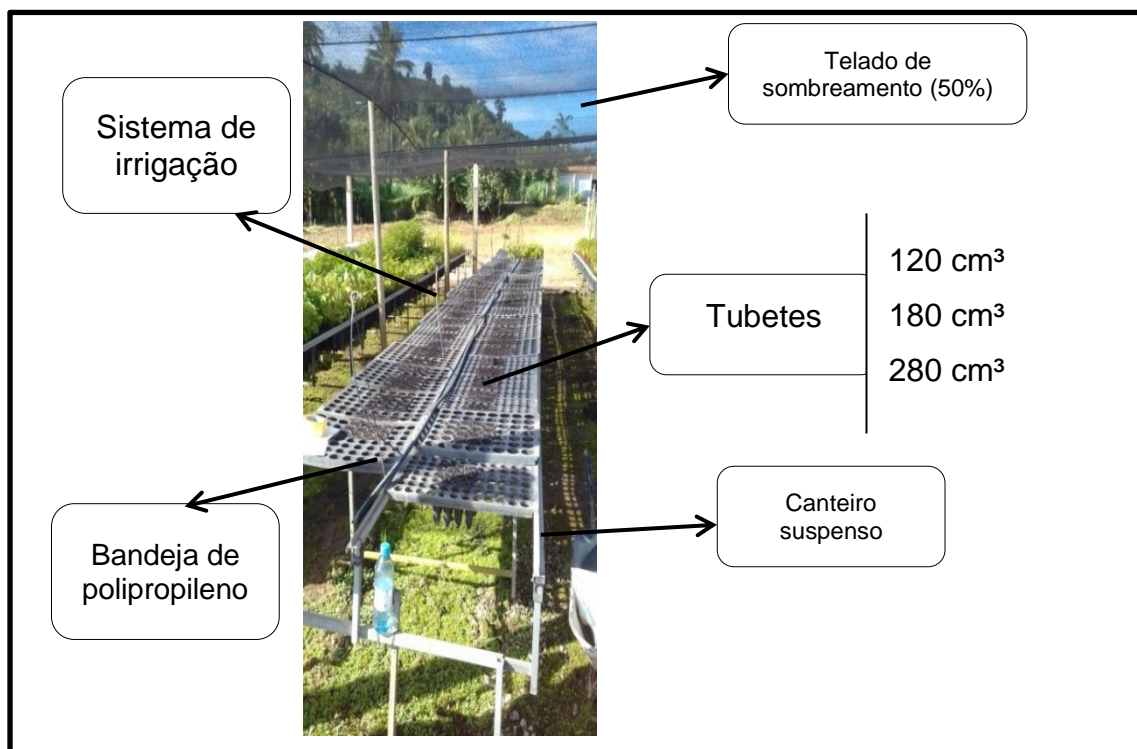 Telado de
sombreamento (50%)
Sistema de
irrigação
Tubetes
120 cm³
180 cm³
280 cm³
Canteiro
suspenso
Bandeja de
polipropileno